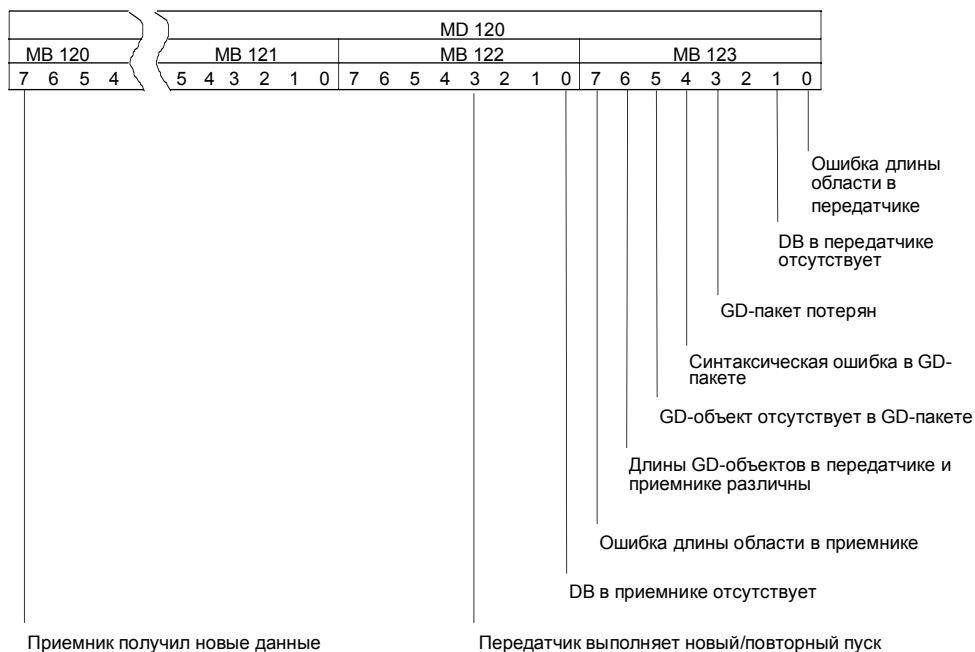 MD 120
MB 120 MB 121 MB 122 MB 123
7 6 5 4 5 4 3 2 1 0 7 6 5 4 3 2 1 0 7 6 5 4 3 2 1 0
Ошибка длины
области в
передатчике
DB в передатчике
отсутствует
GD-пакет потерян
Синтаксическая ошибка в GD-
пакете
GD-объект отсутствует в GD-пакете
Длины GD-объектов в передатчике и
приемнике различны
Ошибка длины области в приемнике
DB в приемнике отсутствует
Приемник получил новые данные
Передатчик выполняет новый/повторный пуск